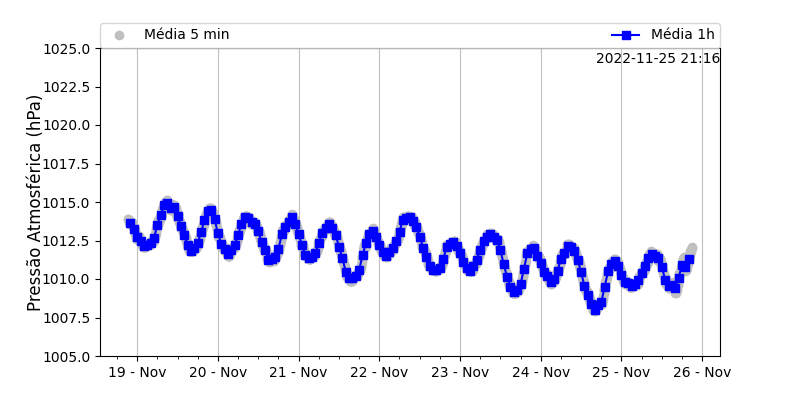 Média 5 min
Média 1h
2022-11-25 21:16
Pressão Atmosférica (hPa)
1025.0
1022.5
1020.0
1017.5
1015.0
1012.5
1010.0
1007.5
1005.0
19 - Nov
20 - Nov
21 - Nov
22 - Nov
23 - Nov
24 - Nov
25 - Nov
26 - Nov